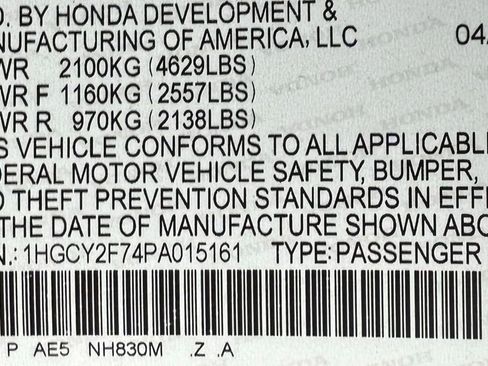 D. BY HONDA DEVELOPMENT &
NUFACTURING OF AMERICA, LLC 04/
WR 2100KG (4629LBS)
WR F 1160KG (2557LBS)
WR R 970KG (2138LBS)
S VEHICLE CONFORMS TO ALL APPLICABLE
DERAL MOTOR VEHICLE SAFETY, BUMPER,
D THEFT PREVENTION STANDARDS IN EFFE
THE DATE OF MANUFACTURE SHOWN ABO
N.: 1HGCY2F74PA015161 TYPE: PASSENGER
P AE5 NH830M .Z .A